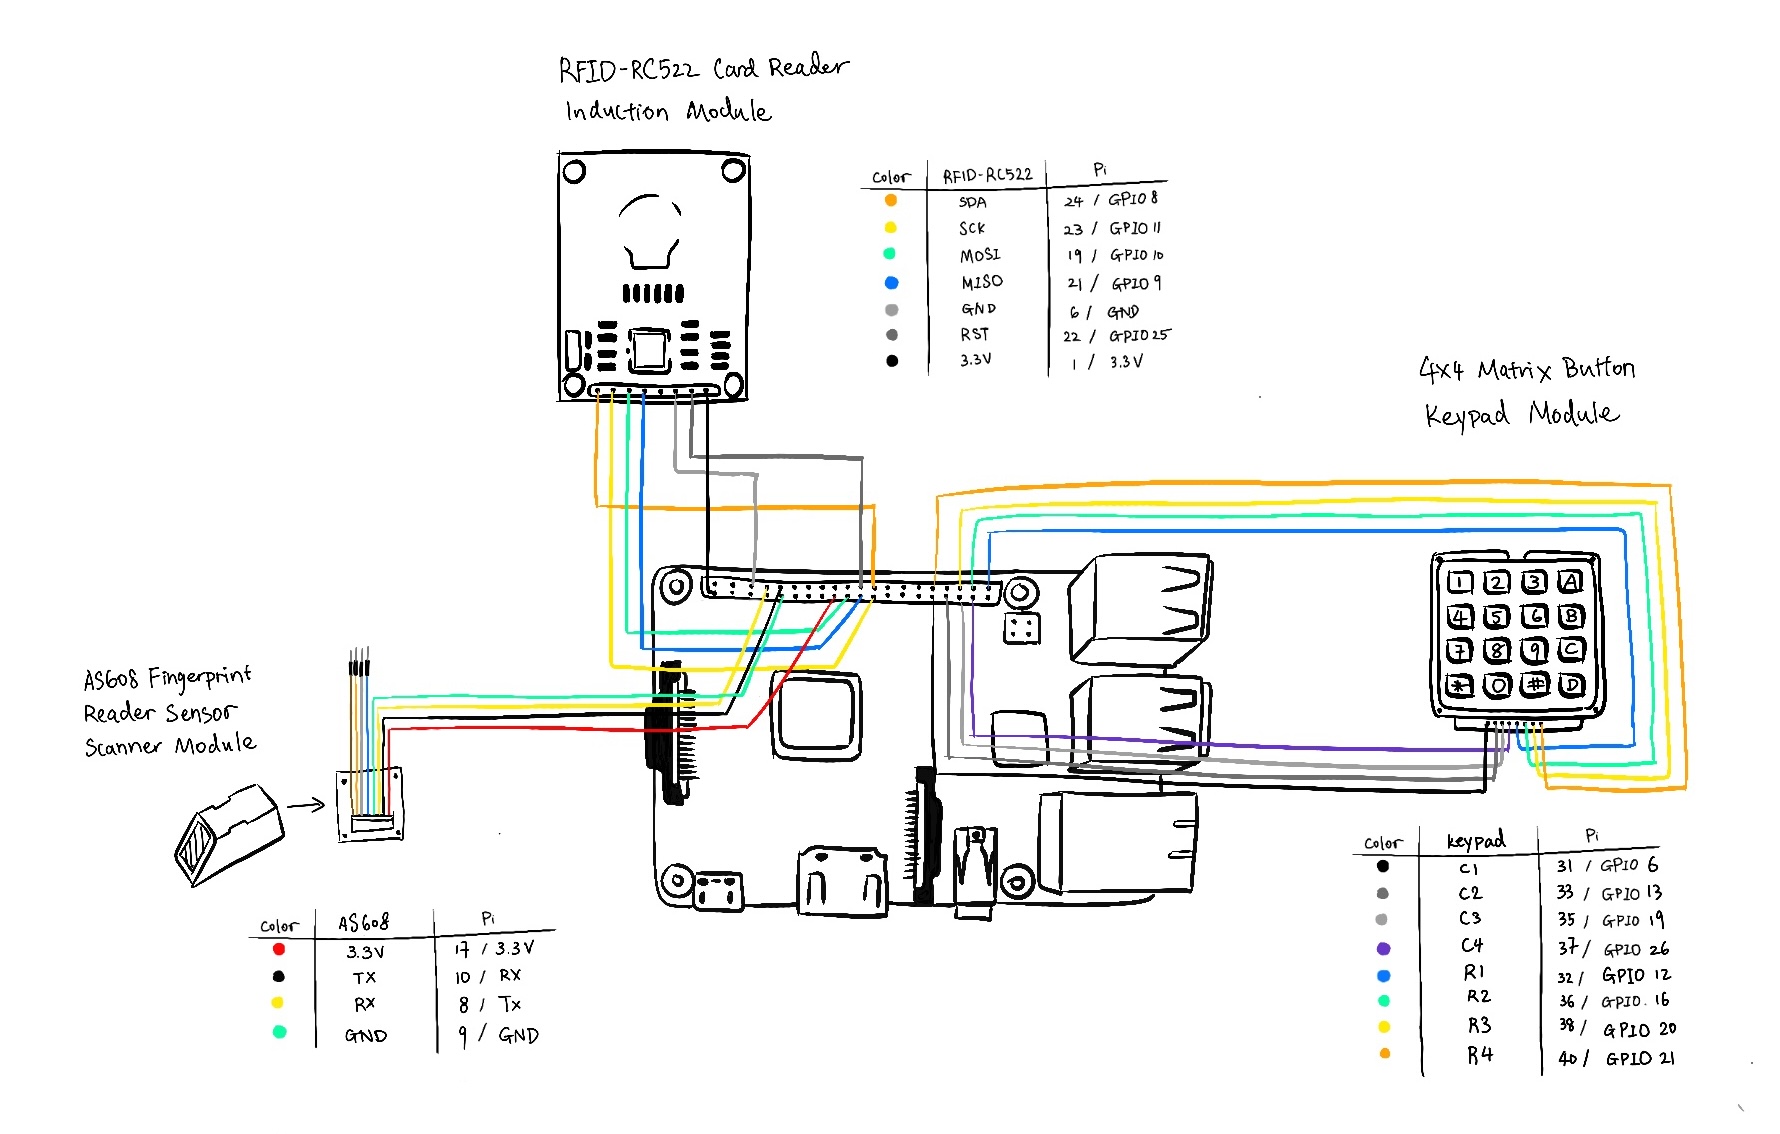 RFID-RC522 Card Reader
Induction Module
Color RFID-RC522 Pi
SDA 24 / GPIO 8
SCK 23 / GPIO 11
MOSI 19 / GPIO 10
MISO 21 / GPIO 9
GND 6 / GND
RST 22 / GPIO 25
3.3V 1 / 3.3V
4x4 Matrix Button
Keypad Module
1 2 3 A
4 5 6 B
7 8 9 C
* 0 # D
AS608 Fingerprint
Reader Sensor
Scanner Module
Color AS608 Pi
3.3V 17 / 3.3V
TX 10 / RX
RX 8 / Tx
GND 9 / GND
Color keypad Pi
C1 31 / GPIO 6
C2 33 / GPIO 13
C3 35 / GPIO 19
C4 37 / GPIO 26
R1 32 / GPIO 12
R2 36 / GPIO. 16
R3 38 / GPIO 20
R4 40 / GPIO 21